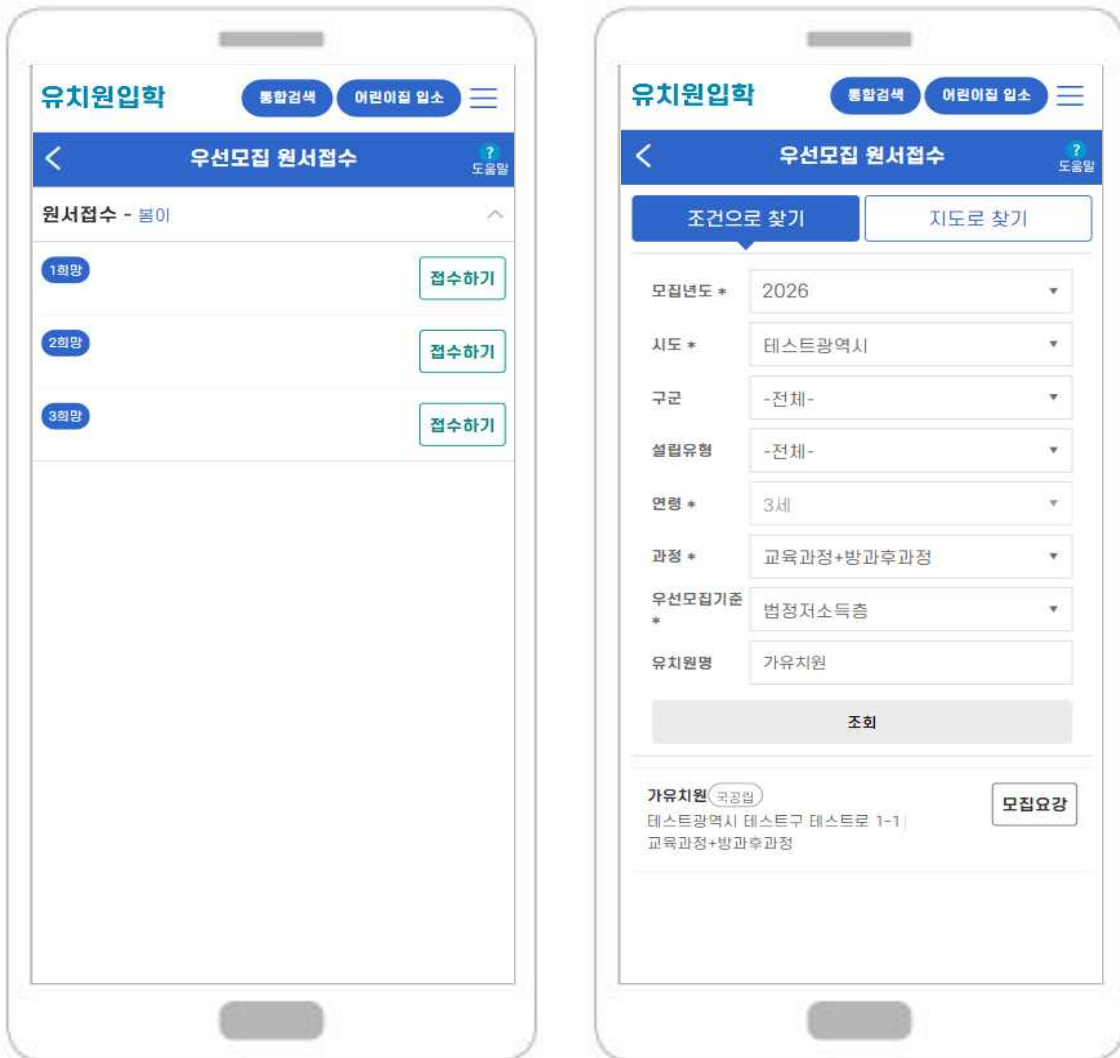 유치원입학
통합검색
어린이집 입소
우선모집 원서접수
?
도움말
원서접수 - 봄이
1희망
접수하기
2희망
접수하기
3희망
접수하기
유치원입학
통합검색
어린이집 입소
우선모집 원서접수
?
도움말
조건으로 찾기
지도로 찾기
모집년도 * 2026
시도 * 테스트광역시
구군 -전체-
설립유형 -전체-
연령 * 3세
과정 * 교육과정+방과후과정
우선모집기준
* 법정저소득층
유치원명 가유치원
조회
가유치원 국공립
모집요강
테스트광역시 테스트구 테스트로 1-1 |
교육과정+방과후과정